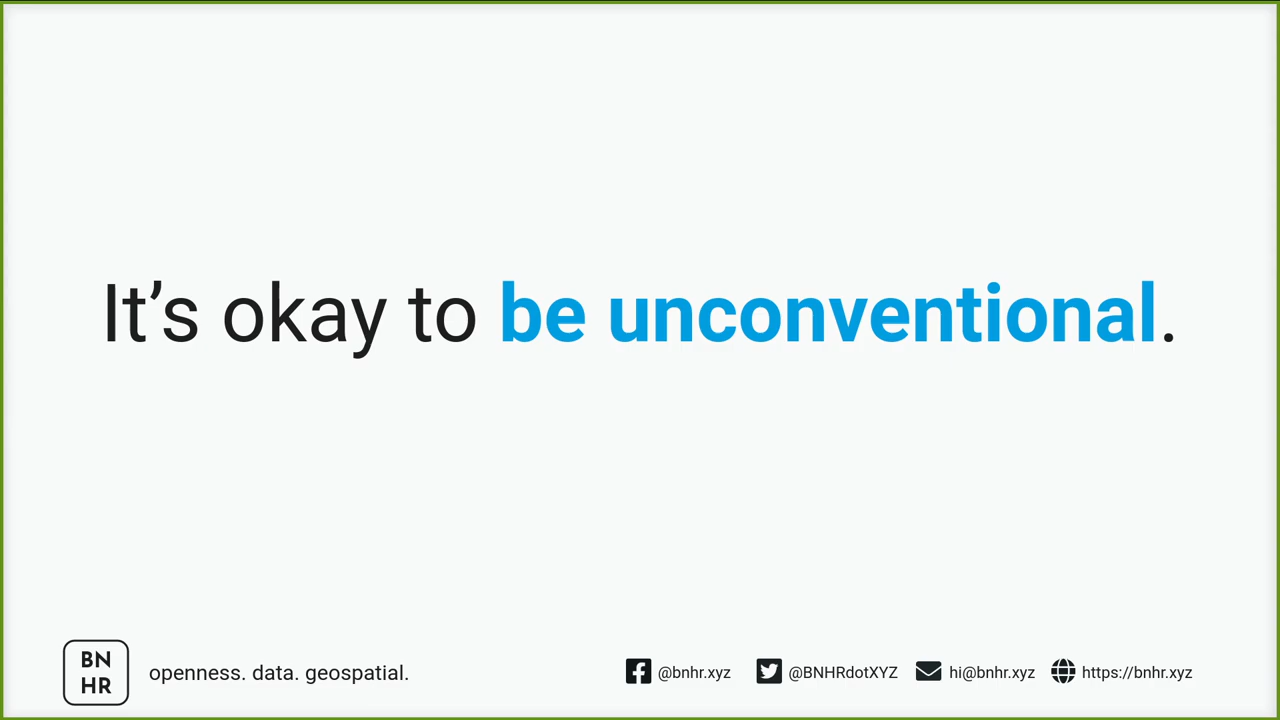 It’s okay to be unconventional.
BN
HR
openness. data. geospatial.
@bnhr.xyz @BNHRdotXYZ hi@bnhr.xyz https://bnhr.xyz